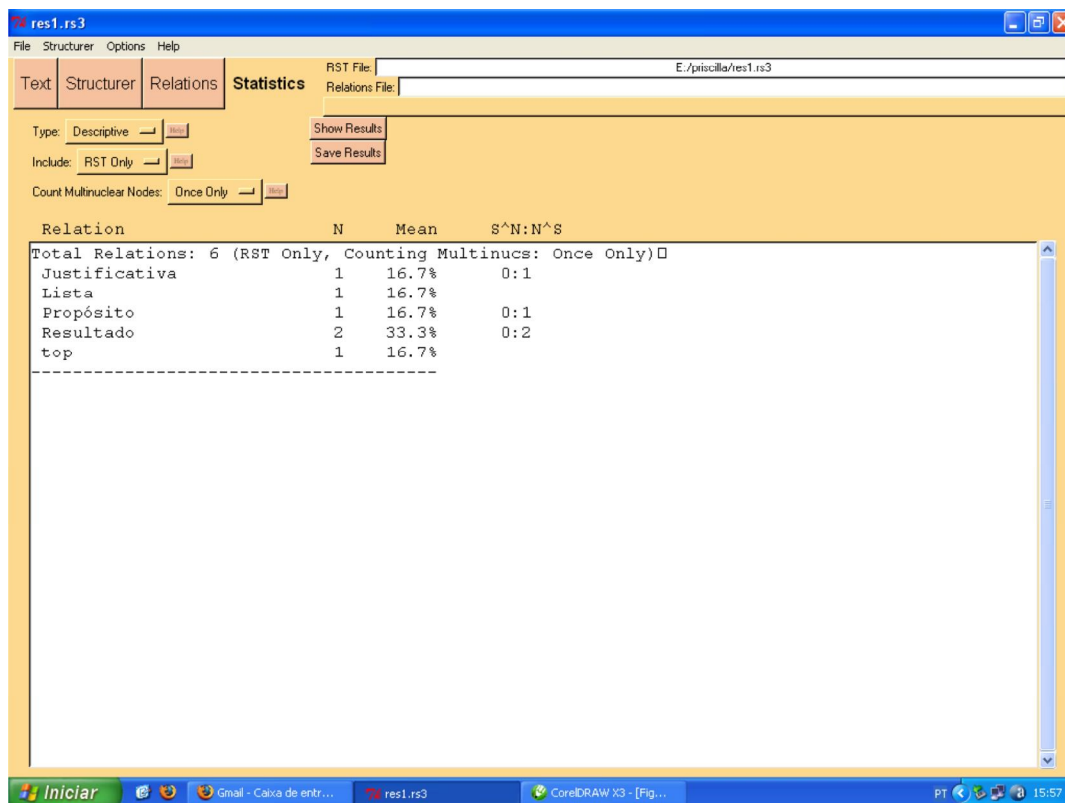 res1.rs3
File Structurer Options Help
Text Structurer Relations Statistics
RST File: E:/priscilla/res1.rs3
Relations File:
Type: Descriptive Help
Show Results
Include: RST Only Help
Save Results
Count Multinuclear Nodes: Once Only Help
Relation N Mean S^N:N^S
Total Relations: 6 (RST Only, Counting Multinucs: Once Only)
Justificativa 1 16.7% 0:1
Lista 1 16.7%
Propósito 1 16.7% 0:1
Resultado 2 33.3% 0:2
top 1 16.7%
---------------------------------------
Iniciar Gmail - Caixa de entr... res1.rs3 CorelDRAW X3 - [Fig... PT 15:57